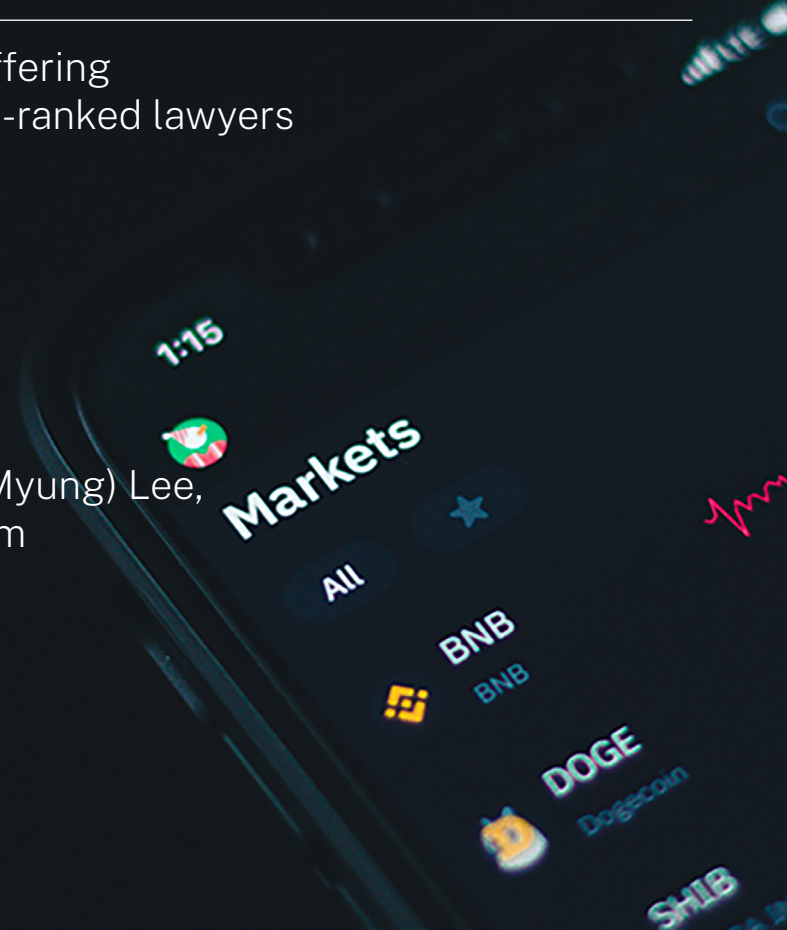 ffering
-ranked lawyers
1:15
Markets
Myung) Lee,
m
All
BNB
BNB
DOGE
Dogecoin
SHIB